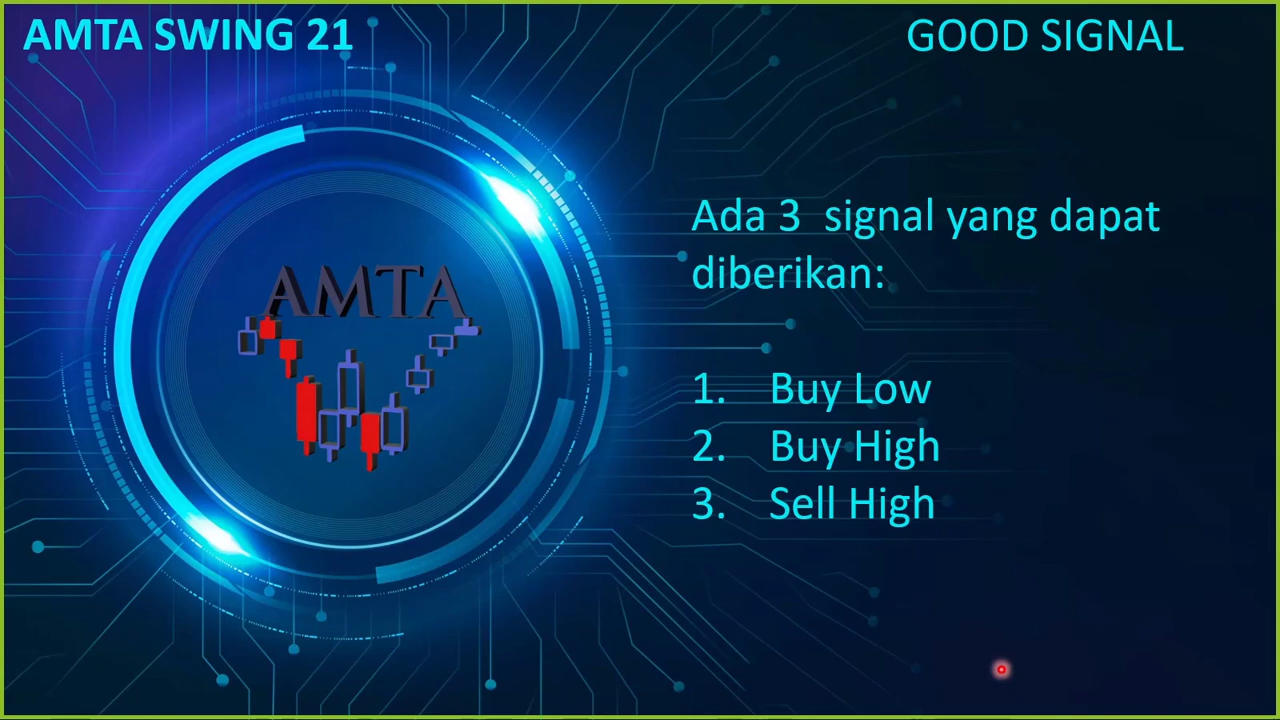 AMTA SWING 21
GOOD SIGNAL
AMTA
Ada 3 signal yang dapat
diberikan:
1. Buy Low
2. Buy High
3. Sell High